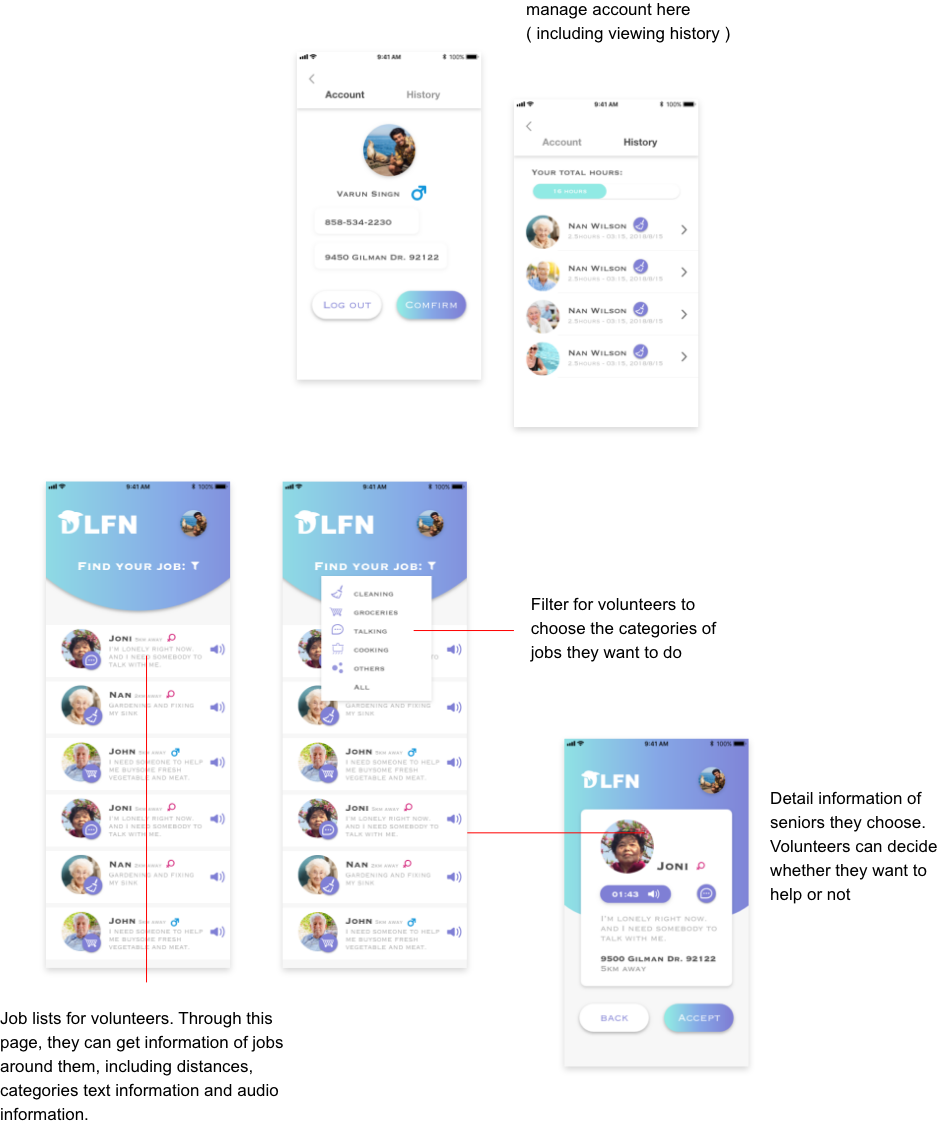 manage account here
( including viewing history )
9:41 AM
100%
Account
History
Varun Singn
858-534-2230
9450 Gilman Dr. 92122
Log out
Comfirm
9:41 AM
100%
Account
History
Your total hours:
15 hours
Nan Wilson
2.5hours - 03:15, 2018/8/15
Nan Wilson
2.5hours - 03:15, 2018/8/15
Nan Wilson
2.5hours - 03:15, 2018/8/15
Nan Wilson
2.5hours - 03:15, 2018/8/15
9:41 AM
100%
DLFN
Find your job:
Joni 5km away
I'm lonely right now.
and I need somebody to
talk with me.
Nan 2km away
Gardening and fixing
my sink
John 5km away
I need someone to help
me buysome fresh
vegetable and meat.
Joni 5km away
I'm lonely right now.
and I need somebody to
talk with me.
Nan 2km away
Gardening and fixing
my sink
John 5km away
I need someone to help
me buysome fresh
vegetable and meat.
9:41 AM
100%
DLFN
Find your job:
cleaning
groceries
talking
cooking
others
all
Gardening and fixing
my sink
John 5km away
I need someone to help
me buysome fresh
vegetable and meat.
Joni 5km away
I'm lonely right now.
and I need somebody to
talk with me.
Nan 2km away
Gardening and fixing
my sink
John 5km away
I need someone to help
me buysome fresh
vegetable and meat.
Filter for volunteers to
choose the categories of
jobs they want to do
9:41 AM
100%
DLFN
Joni
01:43
I'm lonely right now.
and I need somebody to
talk with me.
9500 Gilman Dr. 92122
5km away
back
Accept
Detail information of
seniors they choose.
Volunteers can decide
whether they want to
help or not
Job lists for volunteers. Through this
page, they can get information of jobs
around them, including distances,
categories text information and audio
information.